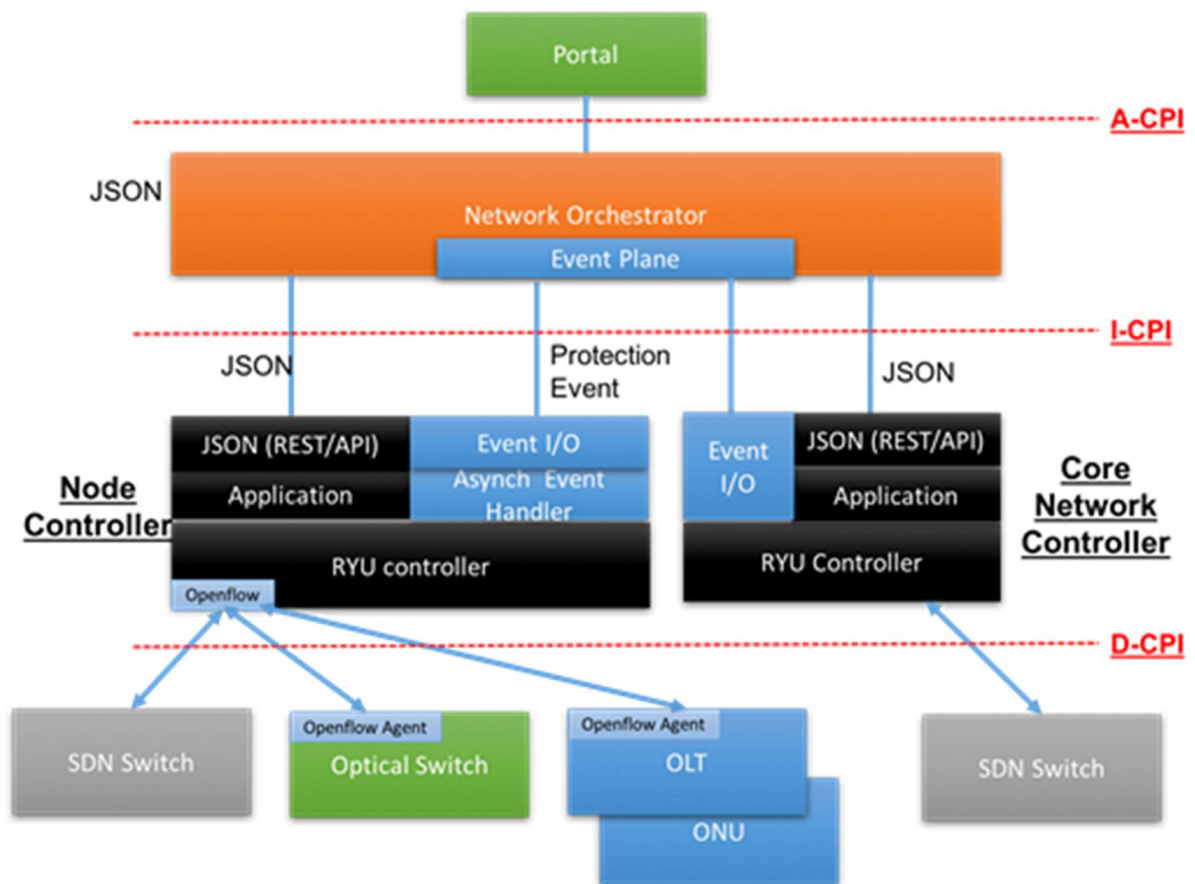 Portal
A-CPI
JSON
Network Orchestrator
Event Plane
I-CPI
JSON
Protection
Event
JSON
Node
Controller
JSON (REST/API)
Event I/O
Application
Asynch Event
Handler
RYU controller
Openflow
Event
I/O
JSON (REST/API)
Application
RYU Controller
Core
Network
Controller
D-CPI
SDN Switch
Openflow Agent
Optical Switch
Openflow Agent
OLT
ONU
SDN Switch